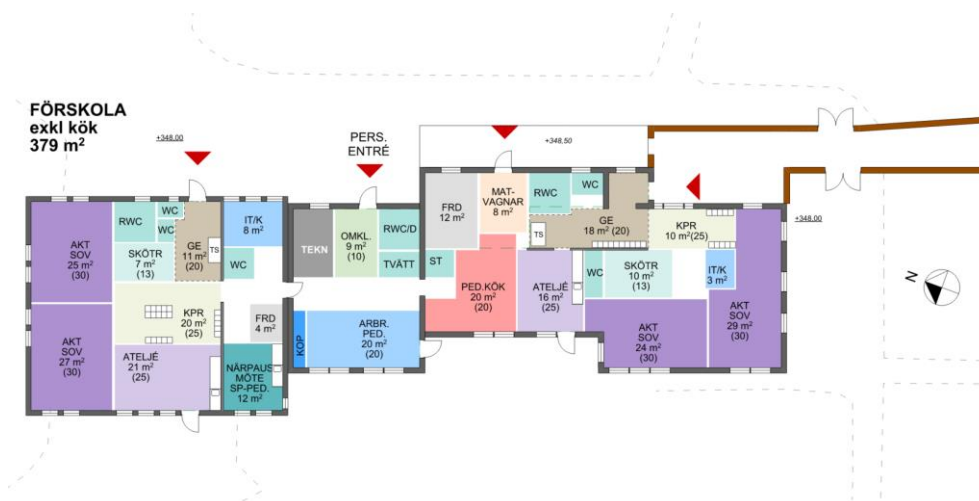 FÖRSKOLA
exkl kök
379 m²
+348.00
PERS.
ENTRÉ
+348,50
+348.00
N
AKT
SOV
25 m²
(30)
RWC
WC
WC
SKÖTR
7 m²
(13)
GE
11 m²
(20)
TS
IT/K
8 m²
WC
KPR
20 m²
(25)
FRD
4 m²
AKT
SOV
27 m²
(30)
ATELJÉ
21 m²
(25)
NÄRPAUS
MÖTE
SP-PED.
12 m²
TEKN
OMKL.
9 m²
(10)
RWC/D
TVÄTT
KOP
ARBR.
PED.
20 m²
(20)
FRD
12 m²
MAT-
VAGNAR
8 m²
RWC
WC
ST
TS
GE
18 m² (20)
PED.KÖK
20 m²
(20)
ATELJÉ
16 m²
(25)
WC
SKÖTR
10 m²
(13)
KPR
10 m²(25)
IT/K
3 m²
AKT
SOV
24 m²
(30)
AKT
SOV
29 m²
(30)